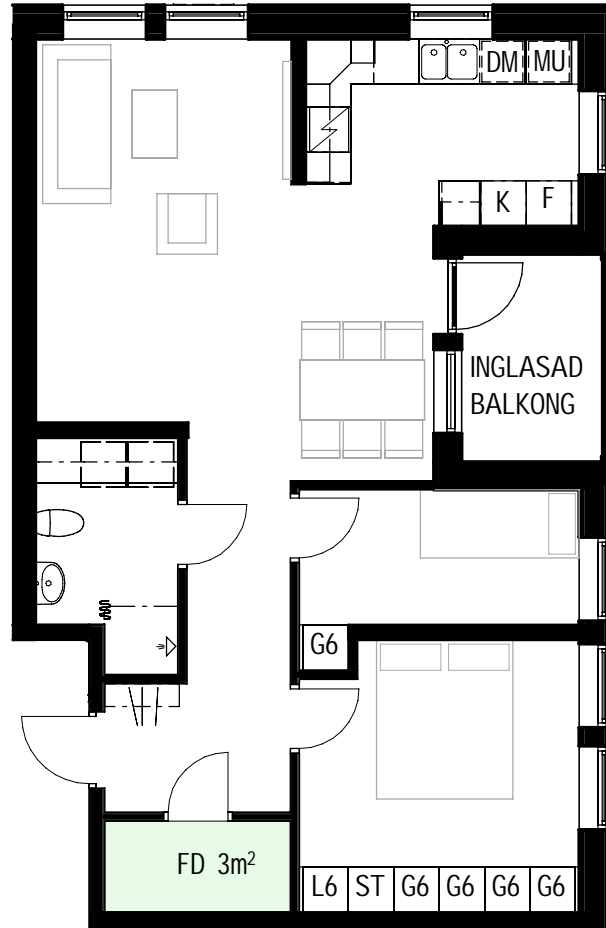 DM MU
K F
INGLASAD
BALKONG
G6
FD 3m²
L6 ST G6 G6 G6 G6